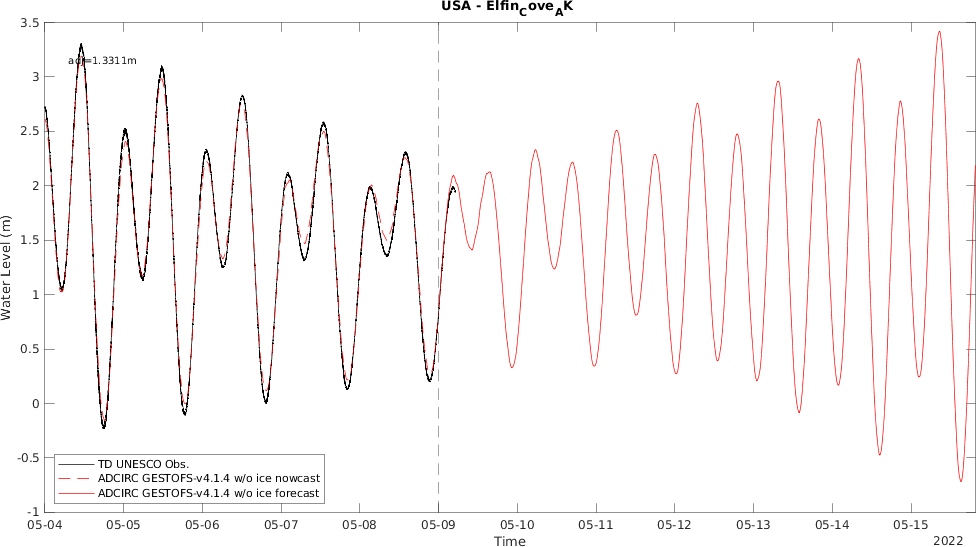 USA - ElfinCoveAK
3.5
adj=1.3311m
3
2.5
2
1.5
1
0.5
0
-0.5
-1
Water Level (m)
TD UNESCO Obs.
ADCIRC GESTOFS-v4.1.4 w/o ice nowcast
ADCIRC GESTOFS-v4.1.4 w/o ice forecast
05-04 05-05 05-06 05-07 05-08 05-09 05-10 05-11 05-12 05-13 05-14 05-15
Time
2022